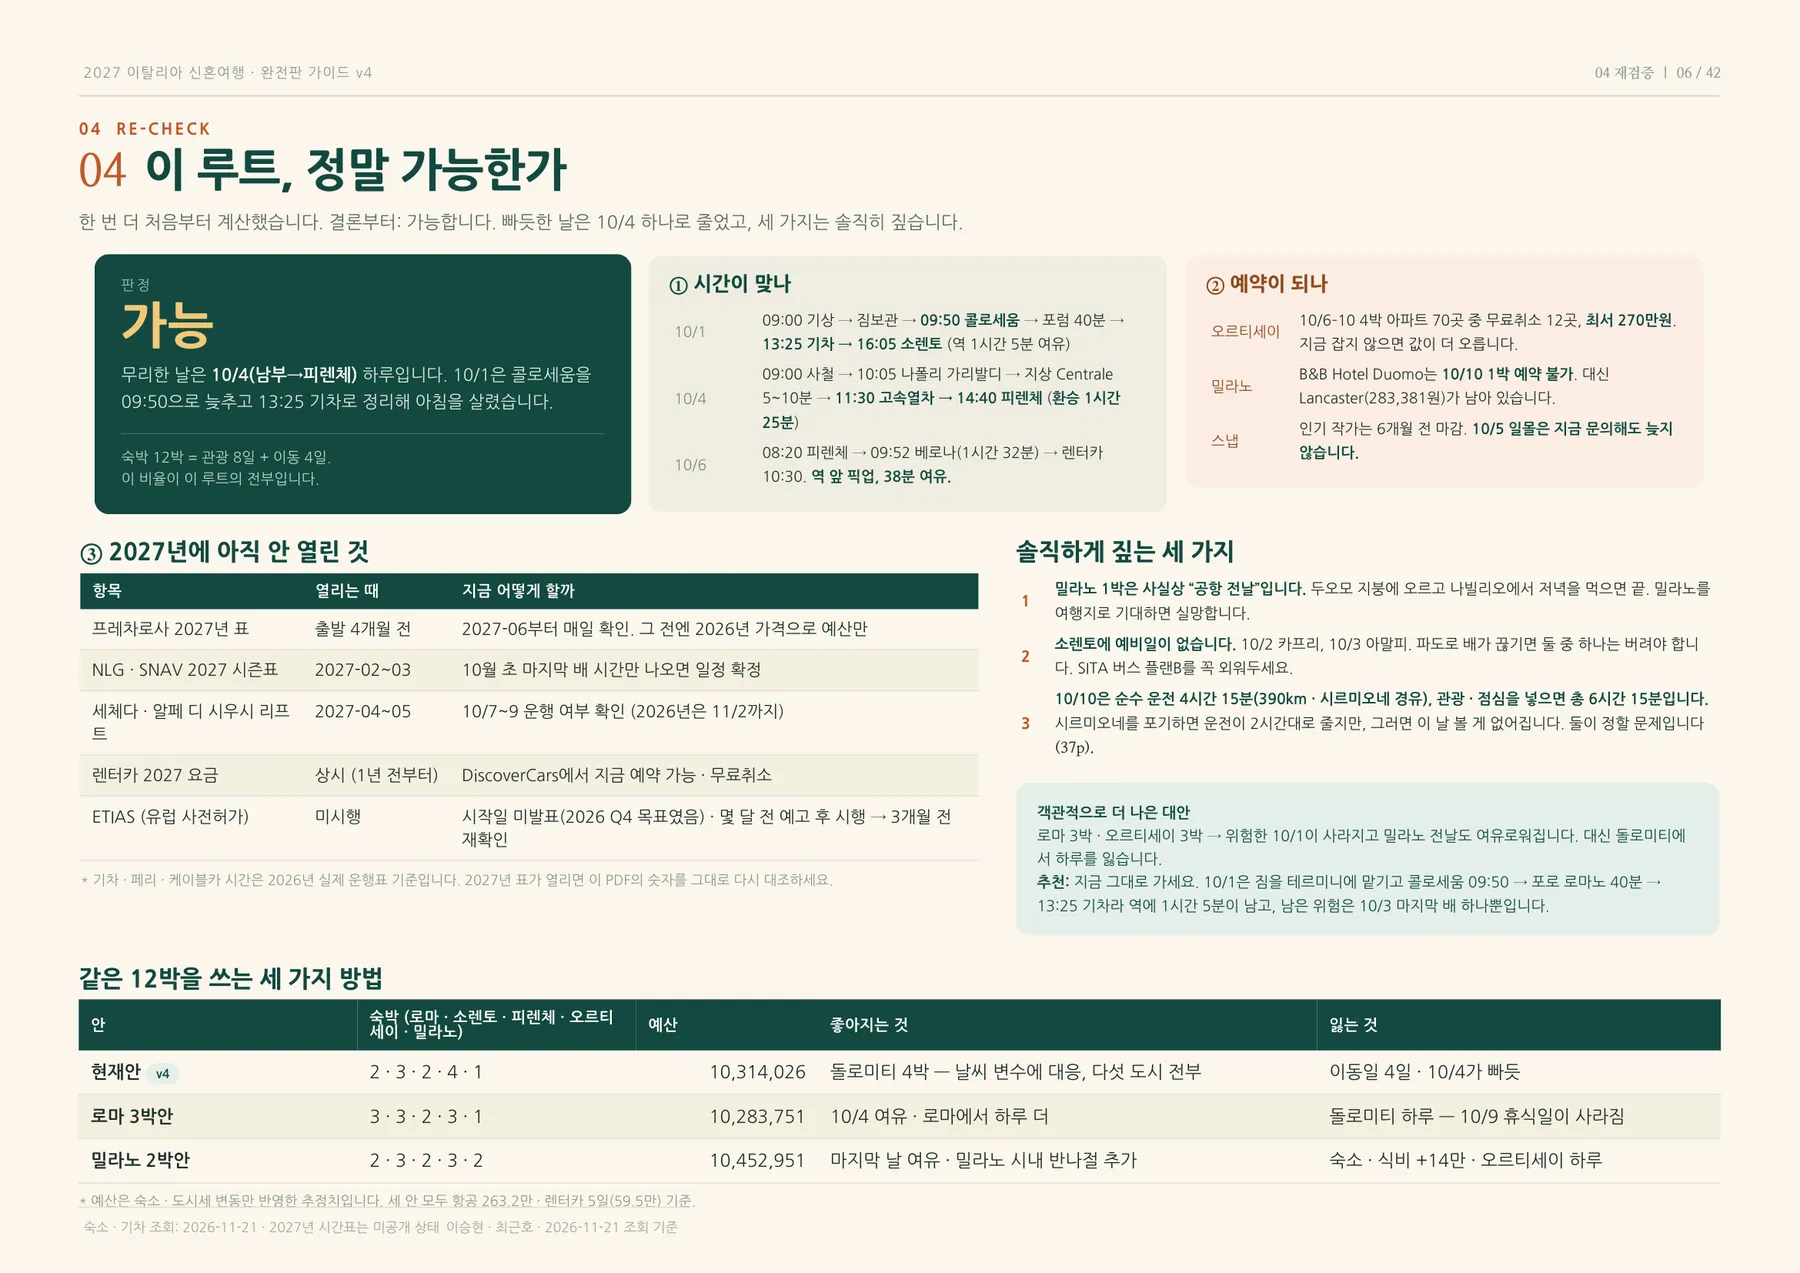 2027 이탈리아 신혼여행 · 완전판 가이드 v4
04 재검증 | 06 / 42
04 RE-CHECK
04 이 루트, 정말 가능한가
한 번 더 처음부터 계산했습니다. 결론부터: 가능합니다. 빠듯한 날은 10/4 하나로 줄었고, 세 가지는 솔직히 짚습니다.
판정
가능
무리한 날은 10/4(남부→피렌체) 하루입니다. 10/1은 콜로세움을
09:50으로 늦추고 13:25 기차로 정리해 아침을 살렸습니다.
숙박 12박 = 관광 8일 + 이동 4일.
이 비율이 이 루트의 전부입니다.
① 시간이 맞나
10/1
09:00 기상 → 짐보관 → 09:50 콜로세움 → 포럼 40분 →
13:25 기차 → 16:05 소렌토 (역 1시간 5분 여유)
10/4
09:00 사철 → 10:05 나폴리 가리발디 → 지상 Centrale
5~10분 → 11:30 고속열차 → 14:40 피렌체 (환승 1시간
25분)
10/6
08:20 피렌체 → 09:52 베로나(1시간 32분) → 렌터카
10:30. 역 앞 픽업, 38분 여유.
② 예약이 되나
오르티세이
10/6–10 4박 아파트 70곳 중 무료취소 12곳, 최저 270만원.
지금 잡지 않으면 값이 더 오릅니다.
밀라노
B&B Hotel Duomo는 10/10 1박 예약 불가. 대신
Lancaster(283,381원)가 남아 있습니다.
스냅
인기 작가는 6개월 전 마감. 10/5 일몰은 지금 문의해도 늦지
않습니다.
③ 2027년에 아직 안 열린 것
항목 열리는 때 지금 어떻게 할까
프레차로사 2027년 표 출발 4개월 전 2027-06부터 매일 확인. 그 전엔 2026년 가격으로 예산만
NLG · SNAV 2027 시즌표 2027-02~03 10월 초 마지막 배 시간만 나오면 일정 확정
세체다 · 알페 디 시우시 리프 2027-04~05 10/7~9 운행 여부 확인 (2026년은 11/2까지)
트
렌터카 2027 요금 상시 (1년 전부터) DiscoverCars에서 지금 예약 가능 · 무료취소
ETIAS (유럽 사전허가) 미시행 시작일 미발표(2026 Q4 목표였음) · 몇 달 전 예고 후 시행 → 3개월 전
재확인
* 기차 · 페리 · 케이블카 시간은 2026년 실제 운행표 기준입니다. 2027년 표가 열리면 이 PDF의 숫자를 그대로 다시 대조하세요.
솔직하게 짚는 세 가지
1
밀라노 1박은 사실상 “공항 전날”입니다. 두오모 지붕에 오르고 나빌리오에서 저녁을 먹으면 끝. 밀라노를
여행지로 기대하면 실망합니다.
2
소렌토에 예비일이 없습니다. 10/2 카프리, 10/3 아말피. 파도로 배가 끊기면 둘 중 하나는 버려야 합니
다. SITA 버스 플랜B를 꼭 외워두세요.
3
10/10은 순수 운전 4시간 15분(390km · 시르미오네 경유), 관광 · 점심을 넣으면 총 6시간 15분입니다.
시르미오네를 포기하면 운전이 2시간대로 줄지만, 그러면 이 날 볼 게 없어집니다. 둘이 정할 문제입니다
(37p).
객관적으로 더 나은 대안
로마 3박 · 오르티세이 3박 → 위험한 10/1이 사라지고 밀라노 전날도 여유로워집니다. 대신 돌로미티에
서 하루를 잃습니다.
추천: 지금 그대로 가세요. 10/1은 짐을 테르미니에 맡기고 콜로세움 09:50 → 포로 로마노 40분 →
13:25 기차라 역에 1시간 5분이 남고, 남은 위험은 10/3 마지막 배 하나뿐입니다.
같은 12박을 쓰는 세 가지 방법
안 숙박 (로마 · 소렌토 · 피렌체 · 오르티 예산 좋아지는 것 잃는 것
세이 · 밀라노)
현재안 v4 2 · 3 · 2 · 4 · 1 10,314,026 돌로미티 4박 — 날씨 변수에 대응, 다섯 도시 전부 이동일 4일 · 10/4가 빠듯
로마 3박안 3 · 3 · 2 · 3 · 1 10,283,751 10/4 여유 · 로마에서 하루 더 돌로미티 하루 — 10/9 휴식일이 사라짐
밀라노 2박안 2 · 3 · 2 · 3 · 2 10,452,951 마지막 날 여유 · 밀라노 시내 반나절 추가 숙소 · 식비 +14만 · 오르티세이 하루
* 예산은 숙소 · 도시세 변동만 반영한 추정치입니다. 세 안 모두 항공 263.2만 · 렌터카 5일(59.5만) 기준.
숙소 · 기차 조회: 2026-11-21 · 2027년 시간표는 미공개 상태 이승현 · 최근호 · 2026-11-21 조회 기준